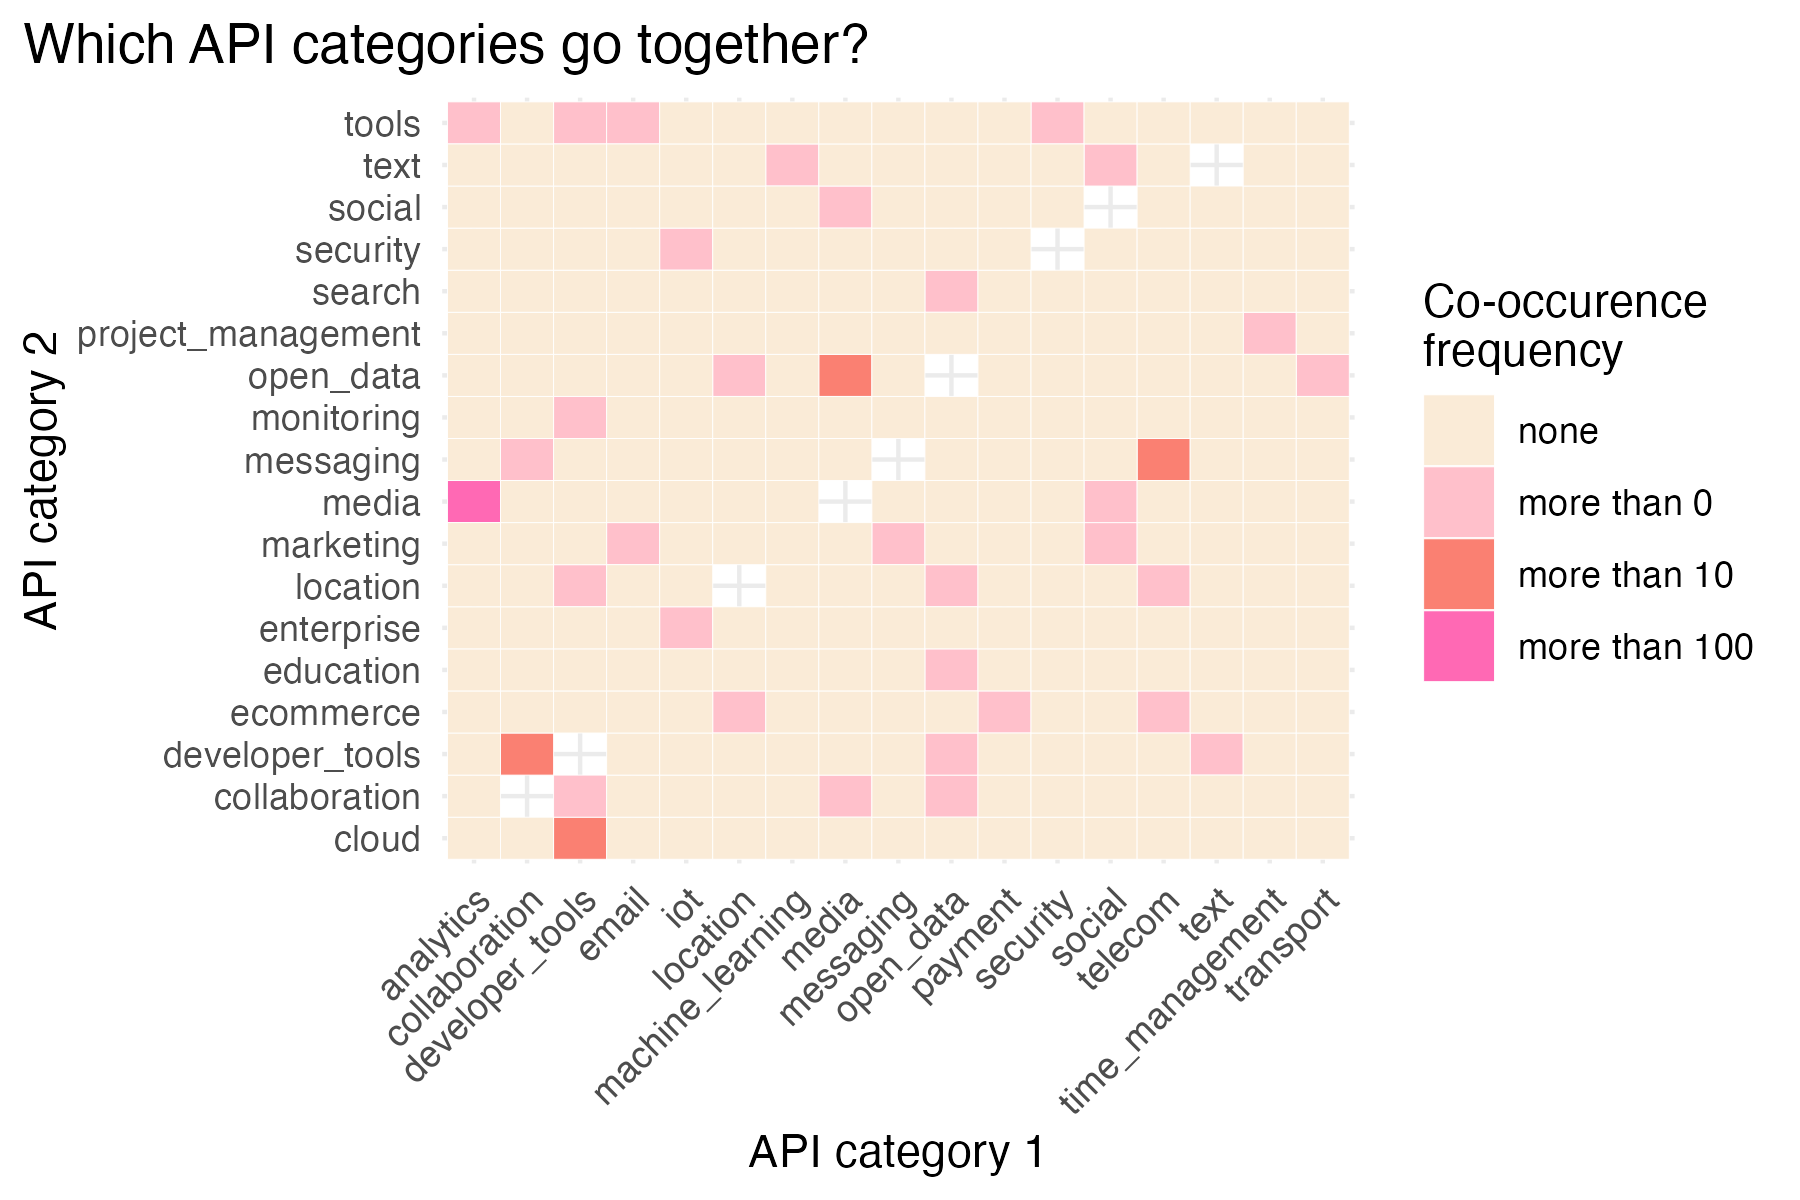 Which API categories go together?
API category 2
tools
text
social
security
search
project_management
open_data
monitoring
messaging
media
marketing
location
enterprise
education
ecommerce
developer_tools
collaboration
cloud
analytics
collaboration
developer_tools
email
iot
location
machine_learning
media
messaging
open_data
payment
security
social
telecom
text
time_management
transport
API category 1
Co-occurence
frequency
none
more than 0
more than 10
more than 100